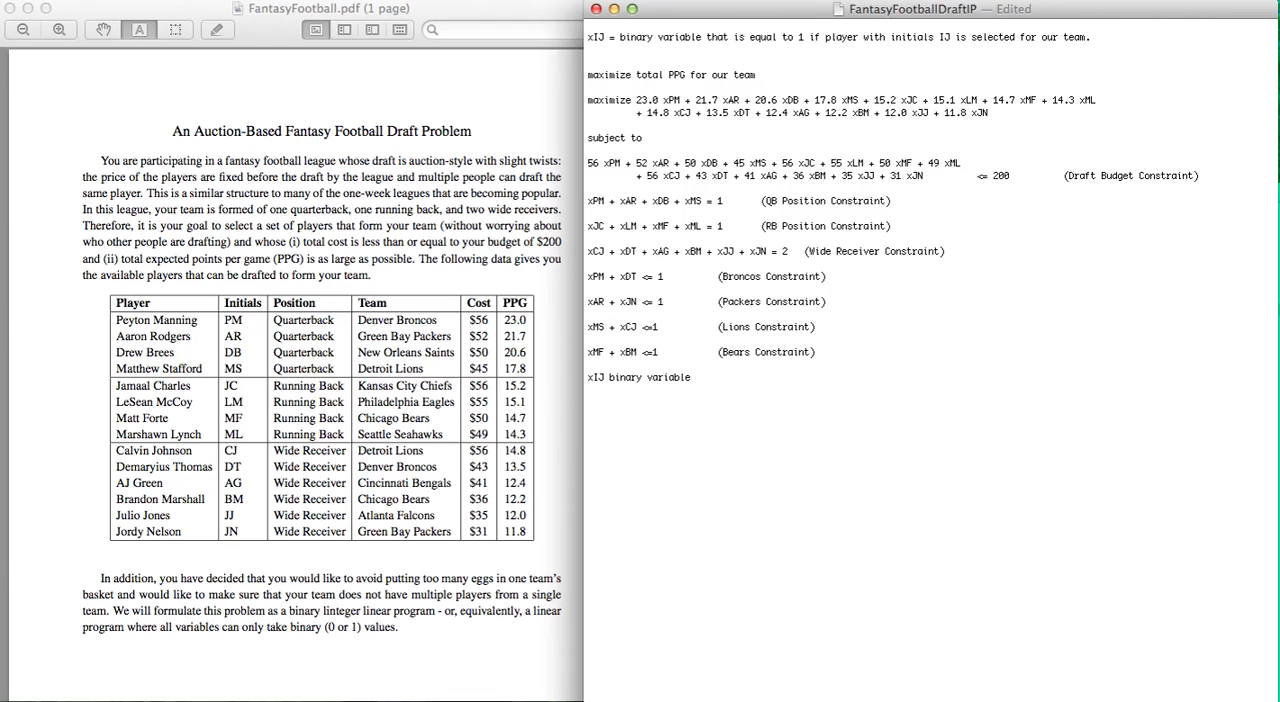 FantasyFootball.pdf (1 page)
An Auction-Based Fantasy Football Draft Problem
You are participating in a fantasy football league whose draft is auction-style with slight twists:
the price of the players are fixed before the draft by the league and multiple people can draft the
same player. This is a similar structure to many of the one-week leagues that are becoming popular.
In this league, your team is formed of one quarterback, one running back, and two wide receivers.
Therefore, it is your goal to select a set of players that form your team (without worrying about
who other people are drafting) and whose (i) total cost is less than or equal to your budget of $200
and (ii) total expected points per game (PPG) is as large as possible. The following data gives you
the available players that can be drafted to form your team.
Player Initials Position Team Cost PPG
Peyton Manning PM Quarterback Denver Broncos $56 23.0
Aaron Rodgers AR Quarterback Green Bay Packers $52 21.7
Drew Brees DB Quarterback New Orleans Saints $50 20.6
Matthew Stafford MS Quarterback Detroit Lions $45 17.8
Jamaal Charles JC Running Back Kansas City Chiefs $56 15.2
LeSean McCoy LM Running Back Philadelphia Eagles $55 15.1
Matt Forte MF Running Back Chicago Bears $50 14.7
Marshawn Lynch ML Running Back Seattle Seahawks $49 14.3
Calvin Johnson CJ Wide Receiver Detroit Lions $56 14.8
Demaryius Thomas DT Wide Receiver Denver Broncos $43 13.5
AJ Green AG Wide Receiver Cincinnati Bengals $41 12.4
Brandon Marshall BM Wide Receiver Chicago Bears $36 12.2
Julio Jones JJ Wide Receiver Atlanta Falcons $35 12.0
Jordy Nelson JN Wide Receiver Green Bay Packers $31 11.8
In addition, you have decided that you would like to avoid putting too many eggs in one team's
basket and would like to make sure that your team does not have multiple players from a single
team. We will formulate this problem as a binary linteger linear program - or, equivalently, a linear
program where all variables can only take binary (0 or 1) values.
FantasyFootballDraftIP — Edited
xIJ = binary variable that is equal to 1 if player with initials IJ is selected for our team.
maximize total PPG for our team
maximize 23.0 xPM + 21.7 xAR + 20.6 xDB + 17.8 xMS + 15.2 xJC + 15.1 xLM + 14.7 xMF + 14.3 xML
+ 14.8 xCJ + 13.5 xDT + 12.4 xAG + 12.2 xBM + 12.0 xJJ + 11.8 xJN
subject to
56 xPM + 52 xAR + 50 xDB + 45 xMS + 56 xJC + 55 xLM + 50 xMF + 49 xML
+ 56 xCJ + 43 xDT + 41 xAG + 36 xBM + 35 xJJ + 31 xJN <= 200 (Draft Budget Constraint)
xPM + xAR + xDB + xMS = 1 (QB Position Constraint)
xJC + xLM + xMF + xML = 1 (RB Position Constraint)
xCJ + xDT + xAG + xBM + xJJ + xJN = 2 (Wide Receiver Constraint)
xPM + xDT <= 1 (Broncos Constraint)
xAR + xJN <= 1 (Packers Constraint)
xMS + xCJ <=1 (Lions Constraint)
xMF + xBM <=1 (Bears Constraint)
xIJ binary variable